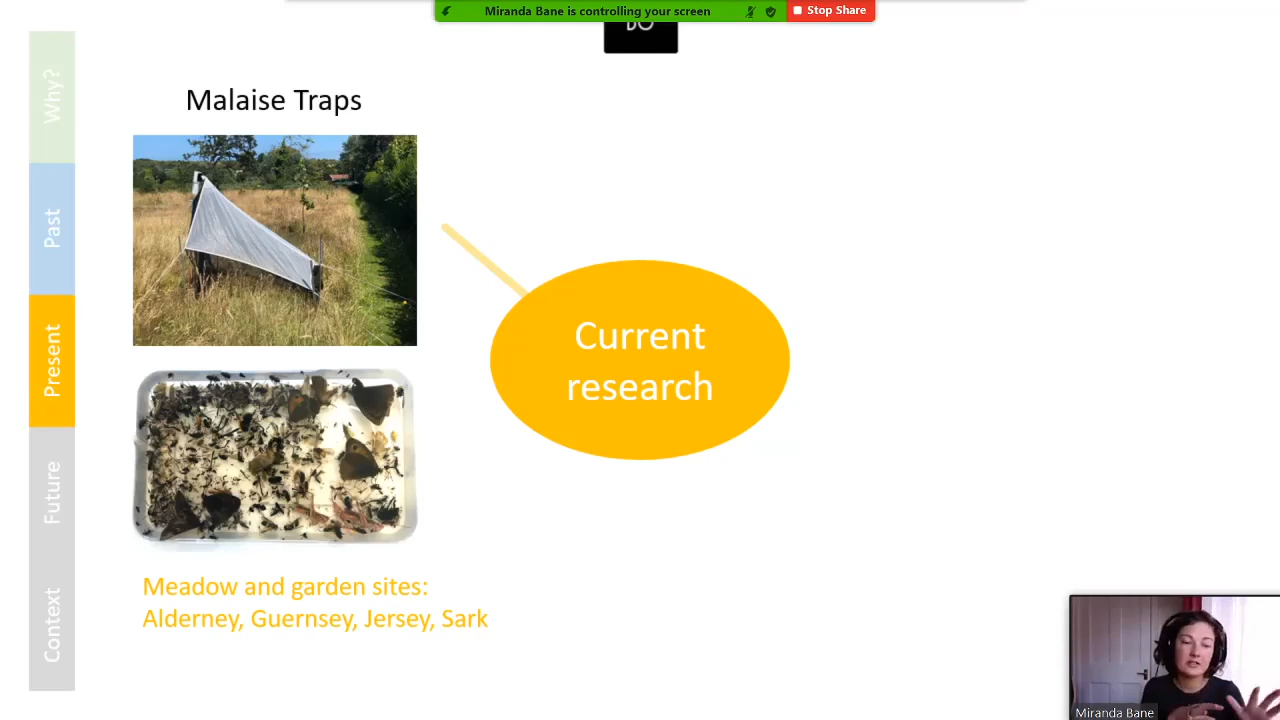 Miranda Bane is controlling your screen
Stop Share
Malaise Traps
Why?
Past
Present
Future
Context
Current
research
Meadow and garden sites:
Alderney, Guernsey, Jersey, Sark
Miranda Bane